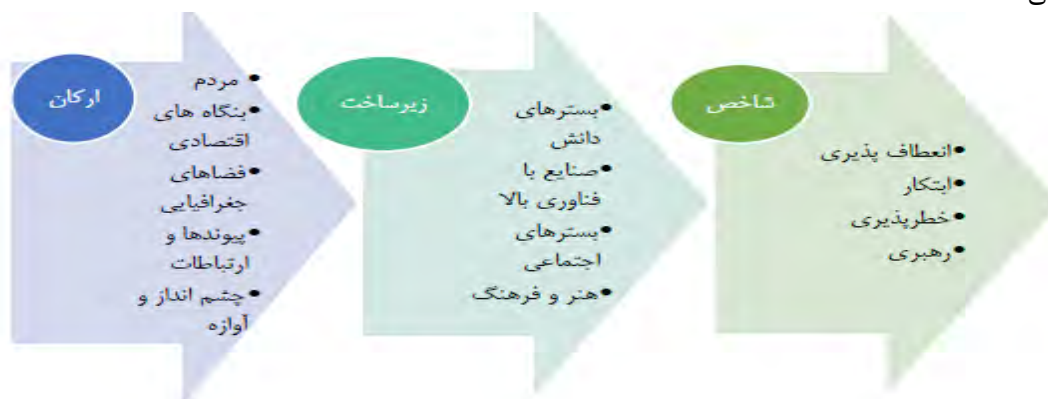 ارکان
• مردم
• بنگاه های
اقتصادی
• فضاهای
جغرافیایی
• پیوندها و
ارتباطات
• چشم انداز و
آوازه
زیرساخت
• بسترهای
دانش
• صنایع با
فناوری بالا
• بسترهای
اجتماعی
• هنر و فرهنگ
شاخص
• انعطاف پذیری
• ابتکار
• خطرپذیری
• رهبری